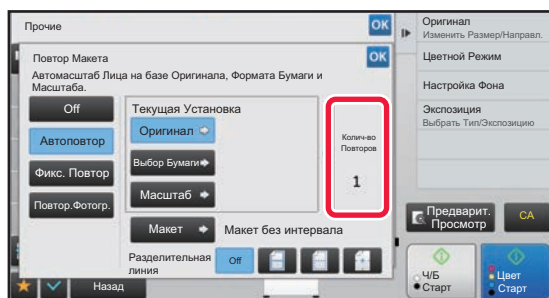 Прочие
OK
Повтор Макета
OK
Автомасштаб Лица на базе Оригинала, Формата Бумаги и
Масштаба.
Off
Автоповтор
Фикс. Повтор
Повтор.Фотогр.
Текущая Установка
Оригинал
Выбор Бумаги
Масштаб
Колич-во
Повторов
1
Макет
Макет без интервала
Разделительная
линия
Off
Назад
Оригинал
Изменить Размер/Направл.
Цветной Режим
Настройка Фона
Экспозиция
Выбрать Тип/Экспозицию
Предварит.
Просмотр
CA
Ч/Б
Старт
Цвет
Старт